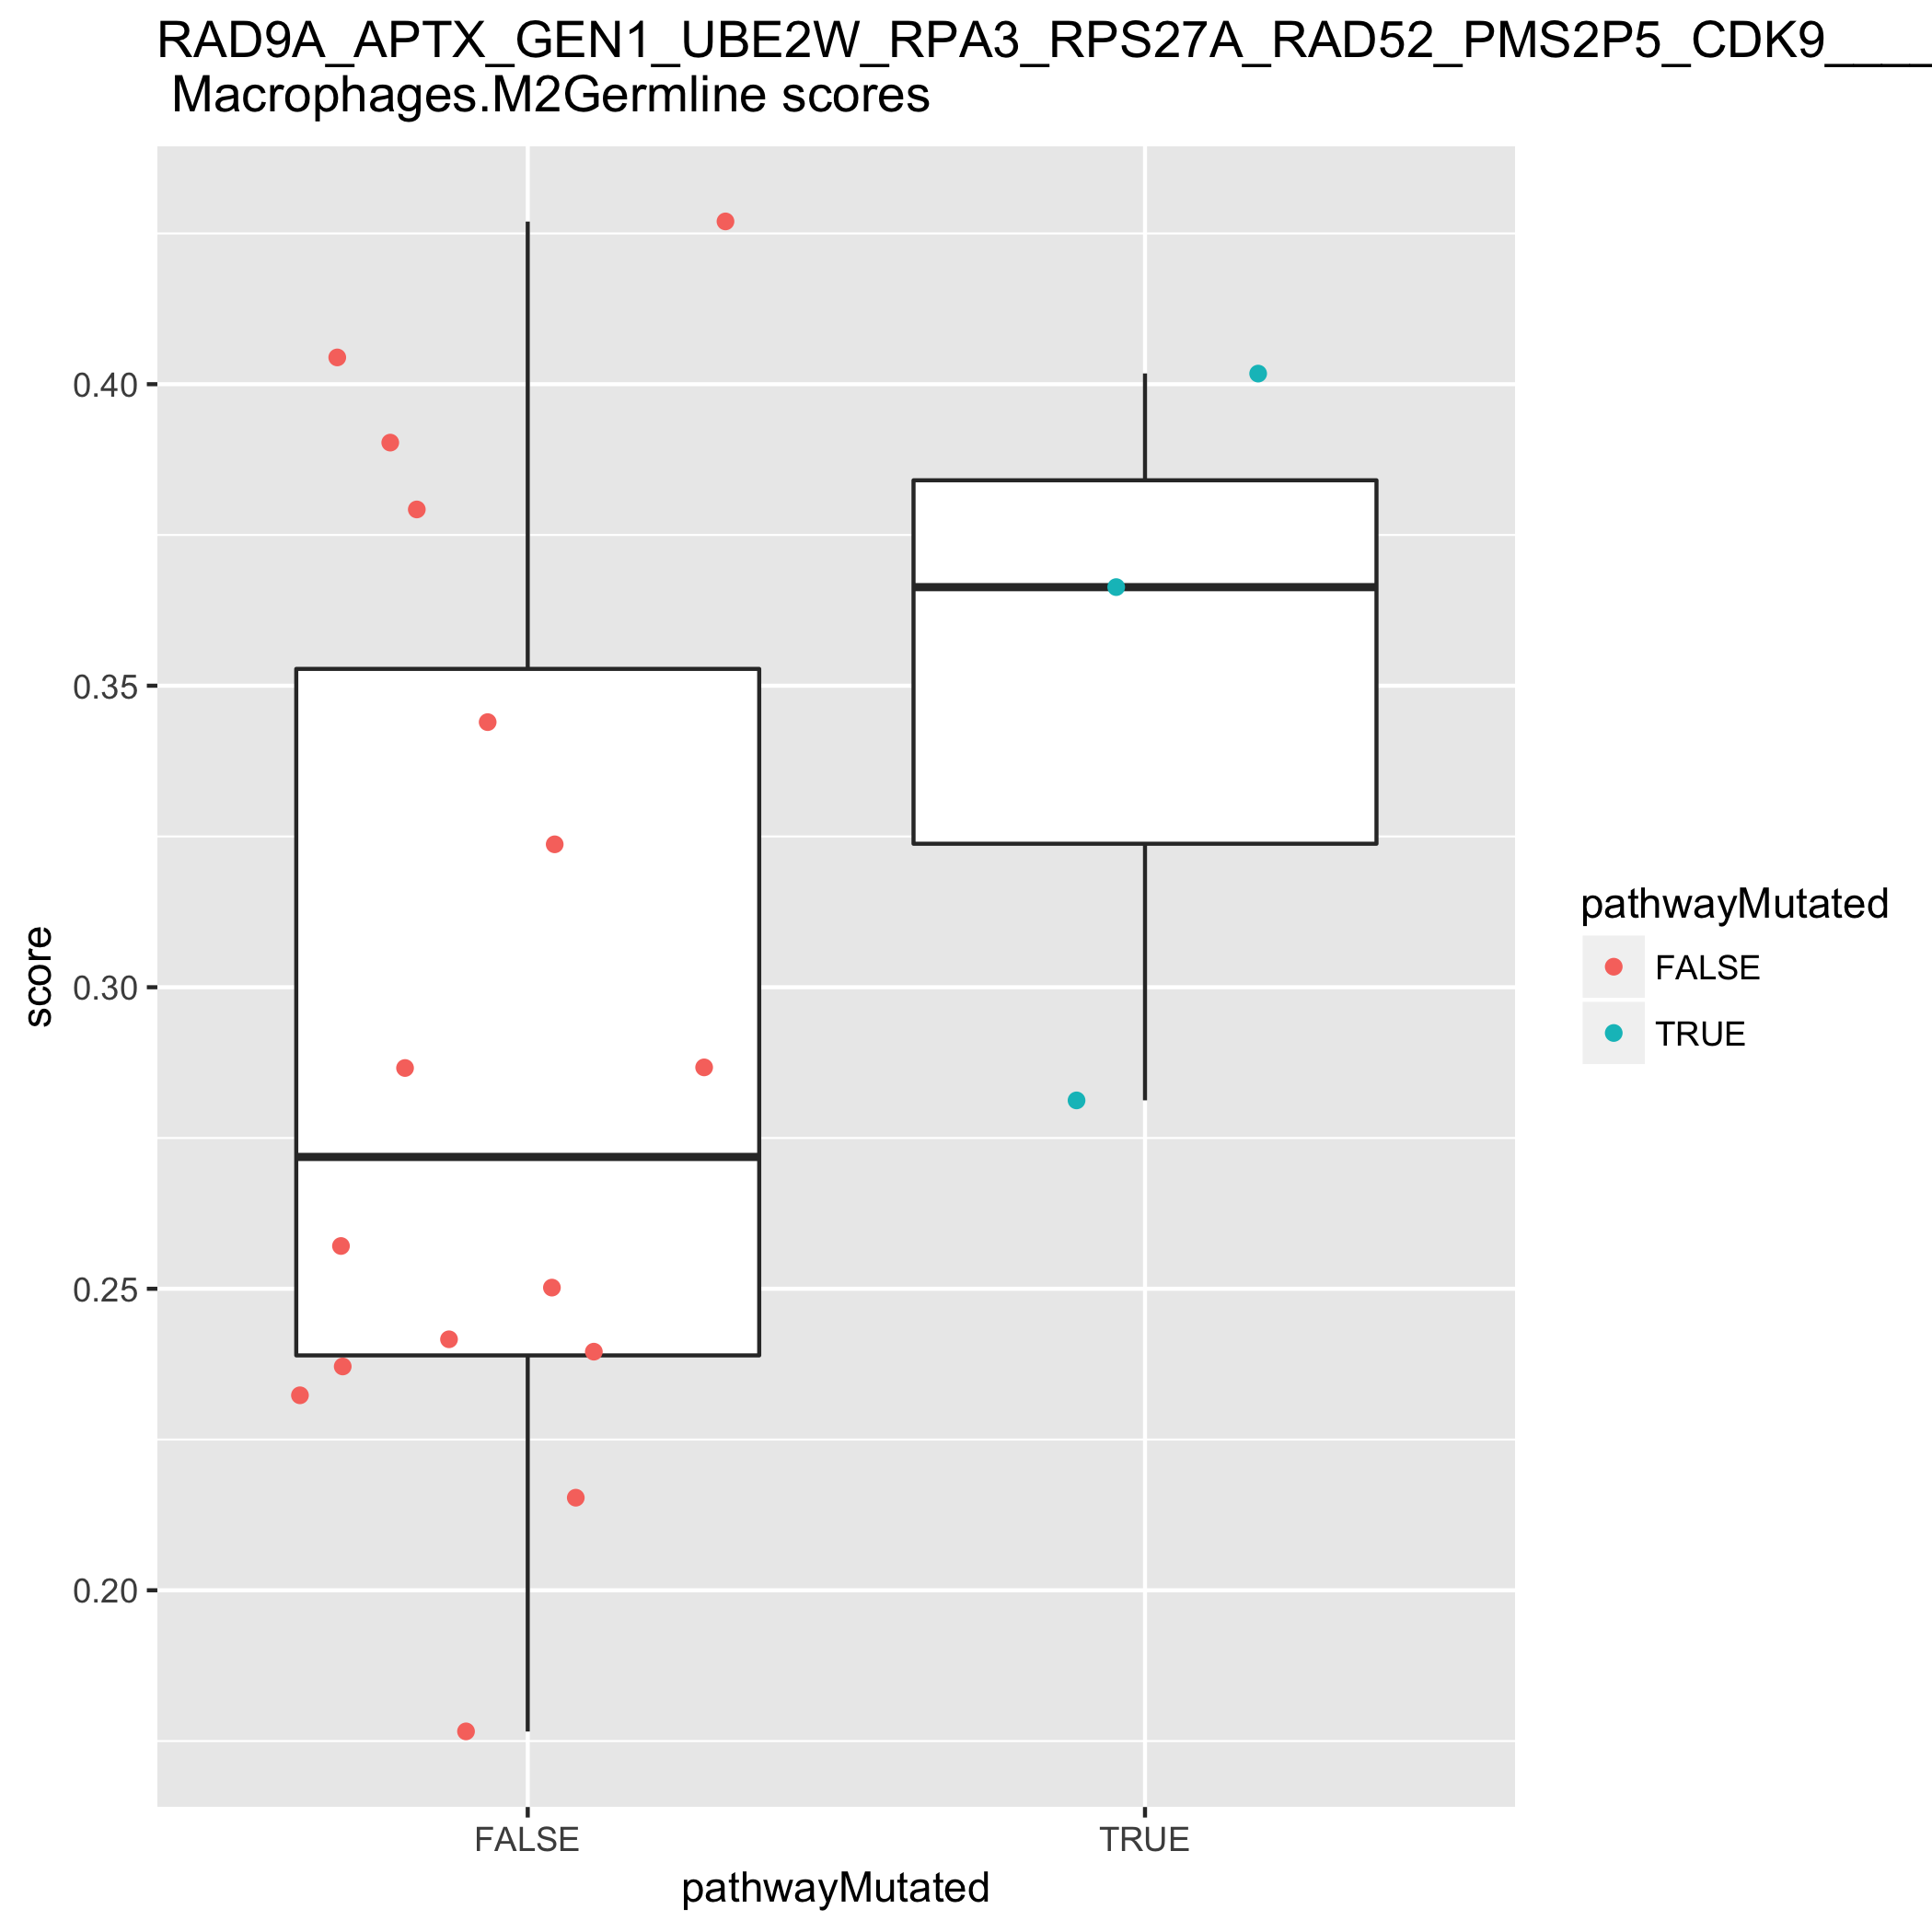 RAD9A_APTX_GEN1_UBE2W_RPA3_RPS27A_RAD52_PMS2P5_CDK9____
Macrophages.M2Germline scores
0.40
0.35
0.30
0.25
0.20
score
FALSE
TRUE
pathwayMutated
pathwayMutated
FALSE
TRUE